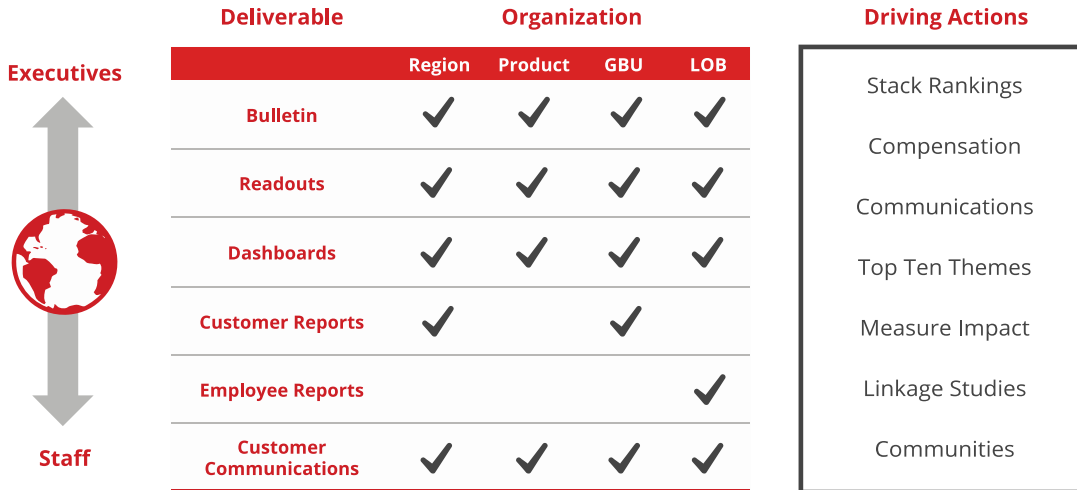 Deliverable Organization Driving Actions
Executives
Region Product GBU LOB
Bulletin
Readouts
Dashboards
Customer Reports
Employee Reports
Customer
Communications
Staff
Stack Rankings
Compensation
Communications
Top Ten Themes
Measure Impact
Linkage Studies
Communities